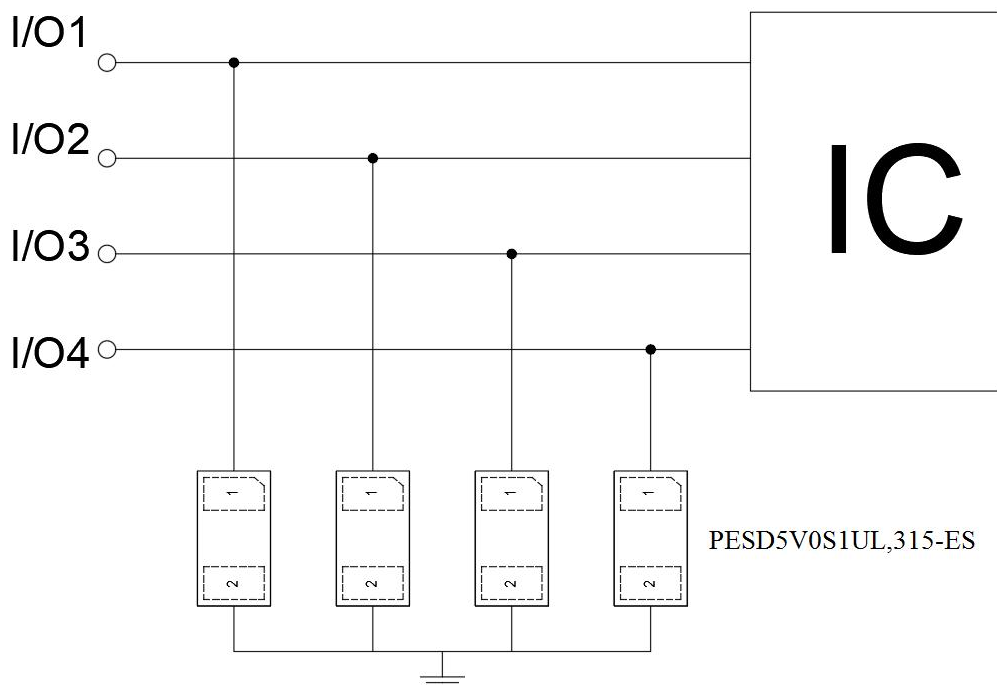 I/O1
I/O2
IC
I/O3
I/O4
1 1 1 1
PESD5V0S1UL,315-ES
2 2 2 2